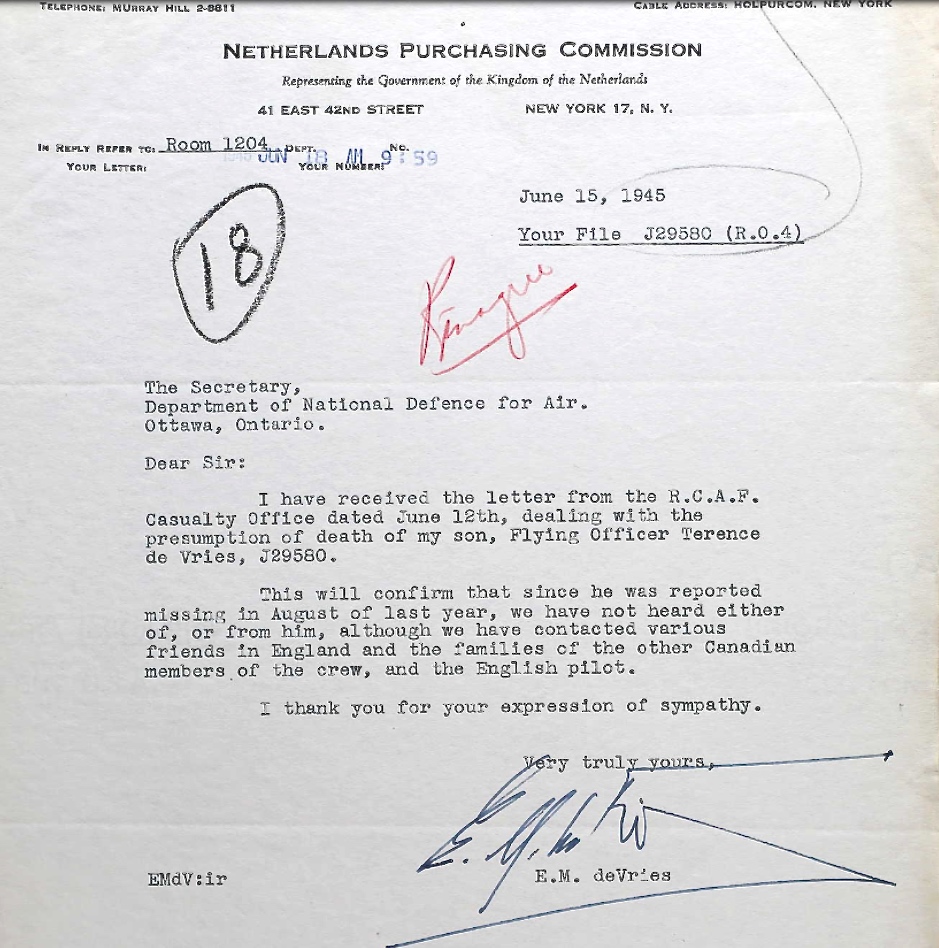 TELEPHONE: MURRAY HILL 2-8811 CABLE ADDRESS: HOLPURCOM, NEW YORK
NETHERLANDS PURCHASING COMMISSION
Representing the Government of the Kingdom of the Netherlands
41 EAST 42ND STREET NEW YORK 17, N. Y.
IN REPLY REFER TO: Room 1204 DEPT. NO.
JUN 18 AM 9:59
YOUR LETTER: YOUR NUMBER:
June 15, 1945
Your File J29580 (R.O.4)
18
The Secretary,
Department of National Defence for Air.
Ottawa, Ontario.
Dear Sir:
I have received the letter from the R.C.A.F.
Casualty Office dated June 12th, dealing with the
presumption of death of my son, Flying Officer Terence
de Vries, J29580.
This will confirm that since he was reported
missing in August of last year, we have not heard either
of, or from him, although we have contacted various
friends in England and the families of the other Canadian
members of the crew, and the English pilot.
I thank you for your expression of sympathy.
Very truly yours,
E.M. deVries
EMdV:ir